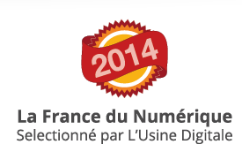 2014
La France du Numérique
Selectionné par L'Usine Digitale